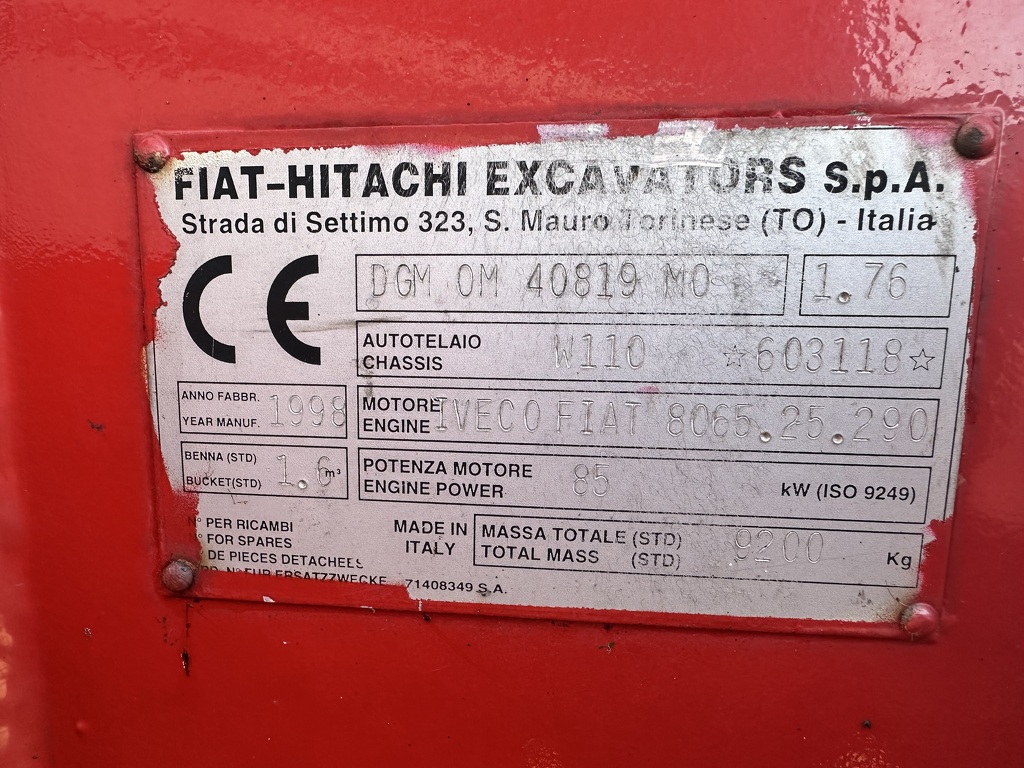 FIAT-HITACHI EXCAVATORS S.p.A.
Strada di Settimo 323, S. Mauro Torinese (TO) - Italia
CE
DGM OM 40819 MO 1.76
AUTOTELAIO
CHASSIS W110 ☆603118☆
ANNO FABBR.
YEAR MANUF. 1998
MOTORE
ENGINE IVECO FIAT 8065.25.290
BENNA (STD)
BUCKET(STD) 1.6 m³
POTENZA MOTORE
ENGINE POWER 85 kW (ISO 9249)
N° PER RICAMBI
N° FOR SPARES
DE PIECES DETACHEES
N° FUR ERSATZZWECKE 71408349 S.A.
MADE IN
ITALY
MASSA TOTALE (STD)
TOTAL MASS (STD) 9200 Kg